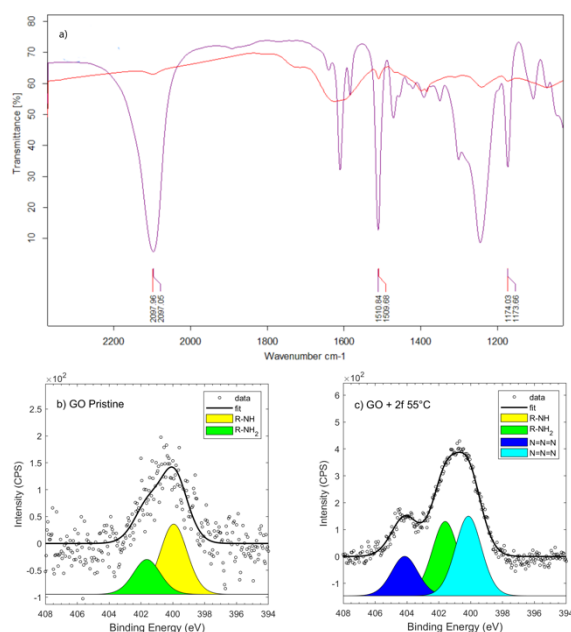 a)
80
70
60
50
40
30
20
10
Transmittance [%]
2097.96
2097.05
1510.84
1509.68
1174.03
1173.66
2200 2000 1800 1600 1400 1200
Wavenumber cm-1
×10²
b) GO Pristine
data
fit
R-NH
R-NH₂
2.5
2
1.5
1
0.5
0
-0.5
-1
Intensity (CPS)
408 406 404 402 400 398 396 394
Binding Energy (eV)
×10²
c) GO + 2f 55°C
data
fit
R-NH
R-NH₂
N=N=N
N=N=N
6
4
2
0
-1
Intensity (CPS)
408 406 404 402 400 398 396 394
Binding Energy (eV)